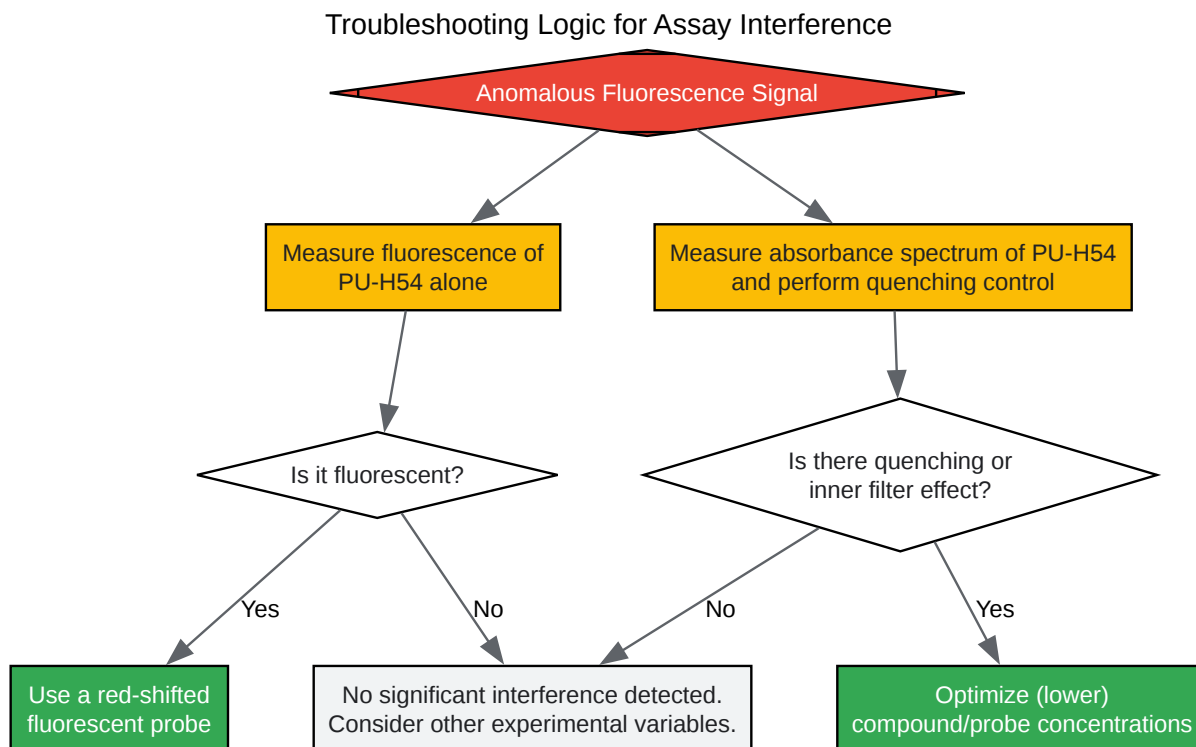 Troubleshooting Logic for Assay Interference
Anomalous Fluorescence Signal
Measure fluorescence of
PU-H54 alone
Measure absorbance spectrum of PU-H54
and perform quenching control
Is it fluorescent?
Is there quenching or
inner filter effect?
Yes
No
No
Yes
Use a red-shifted
fluorescent probe
No significant interference detected.
Consider other experimental variables.
Optimize (lower)
compound/probe concentrations